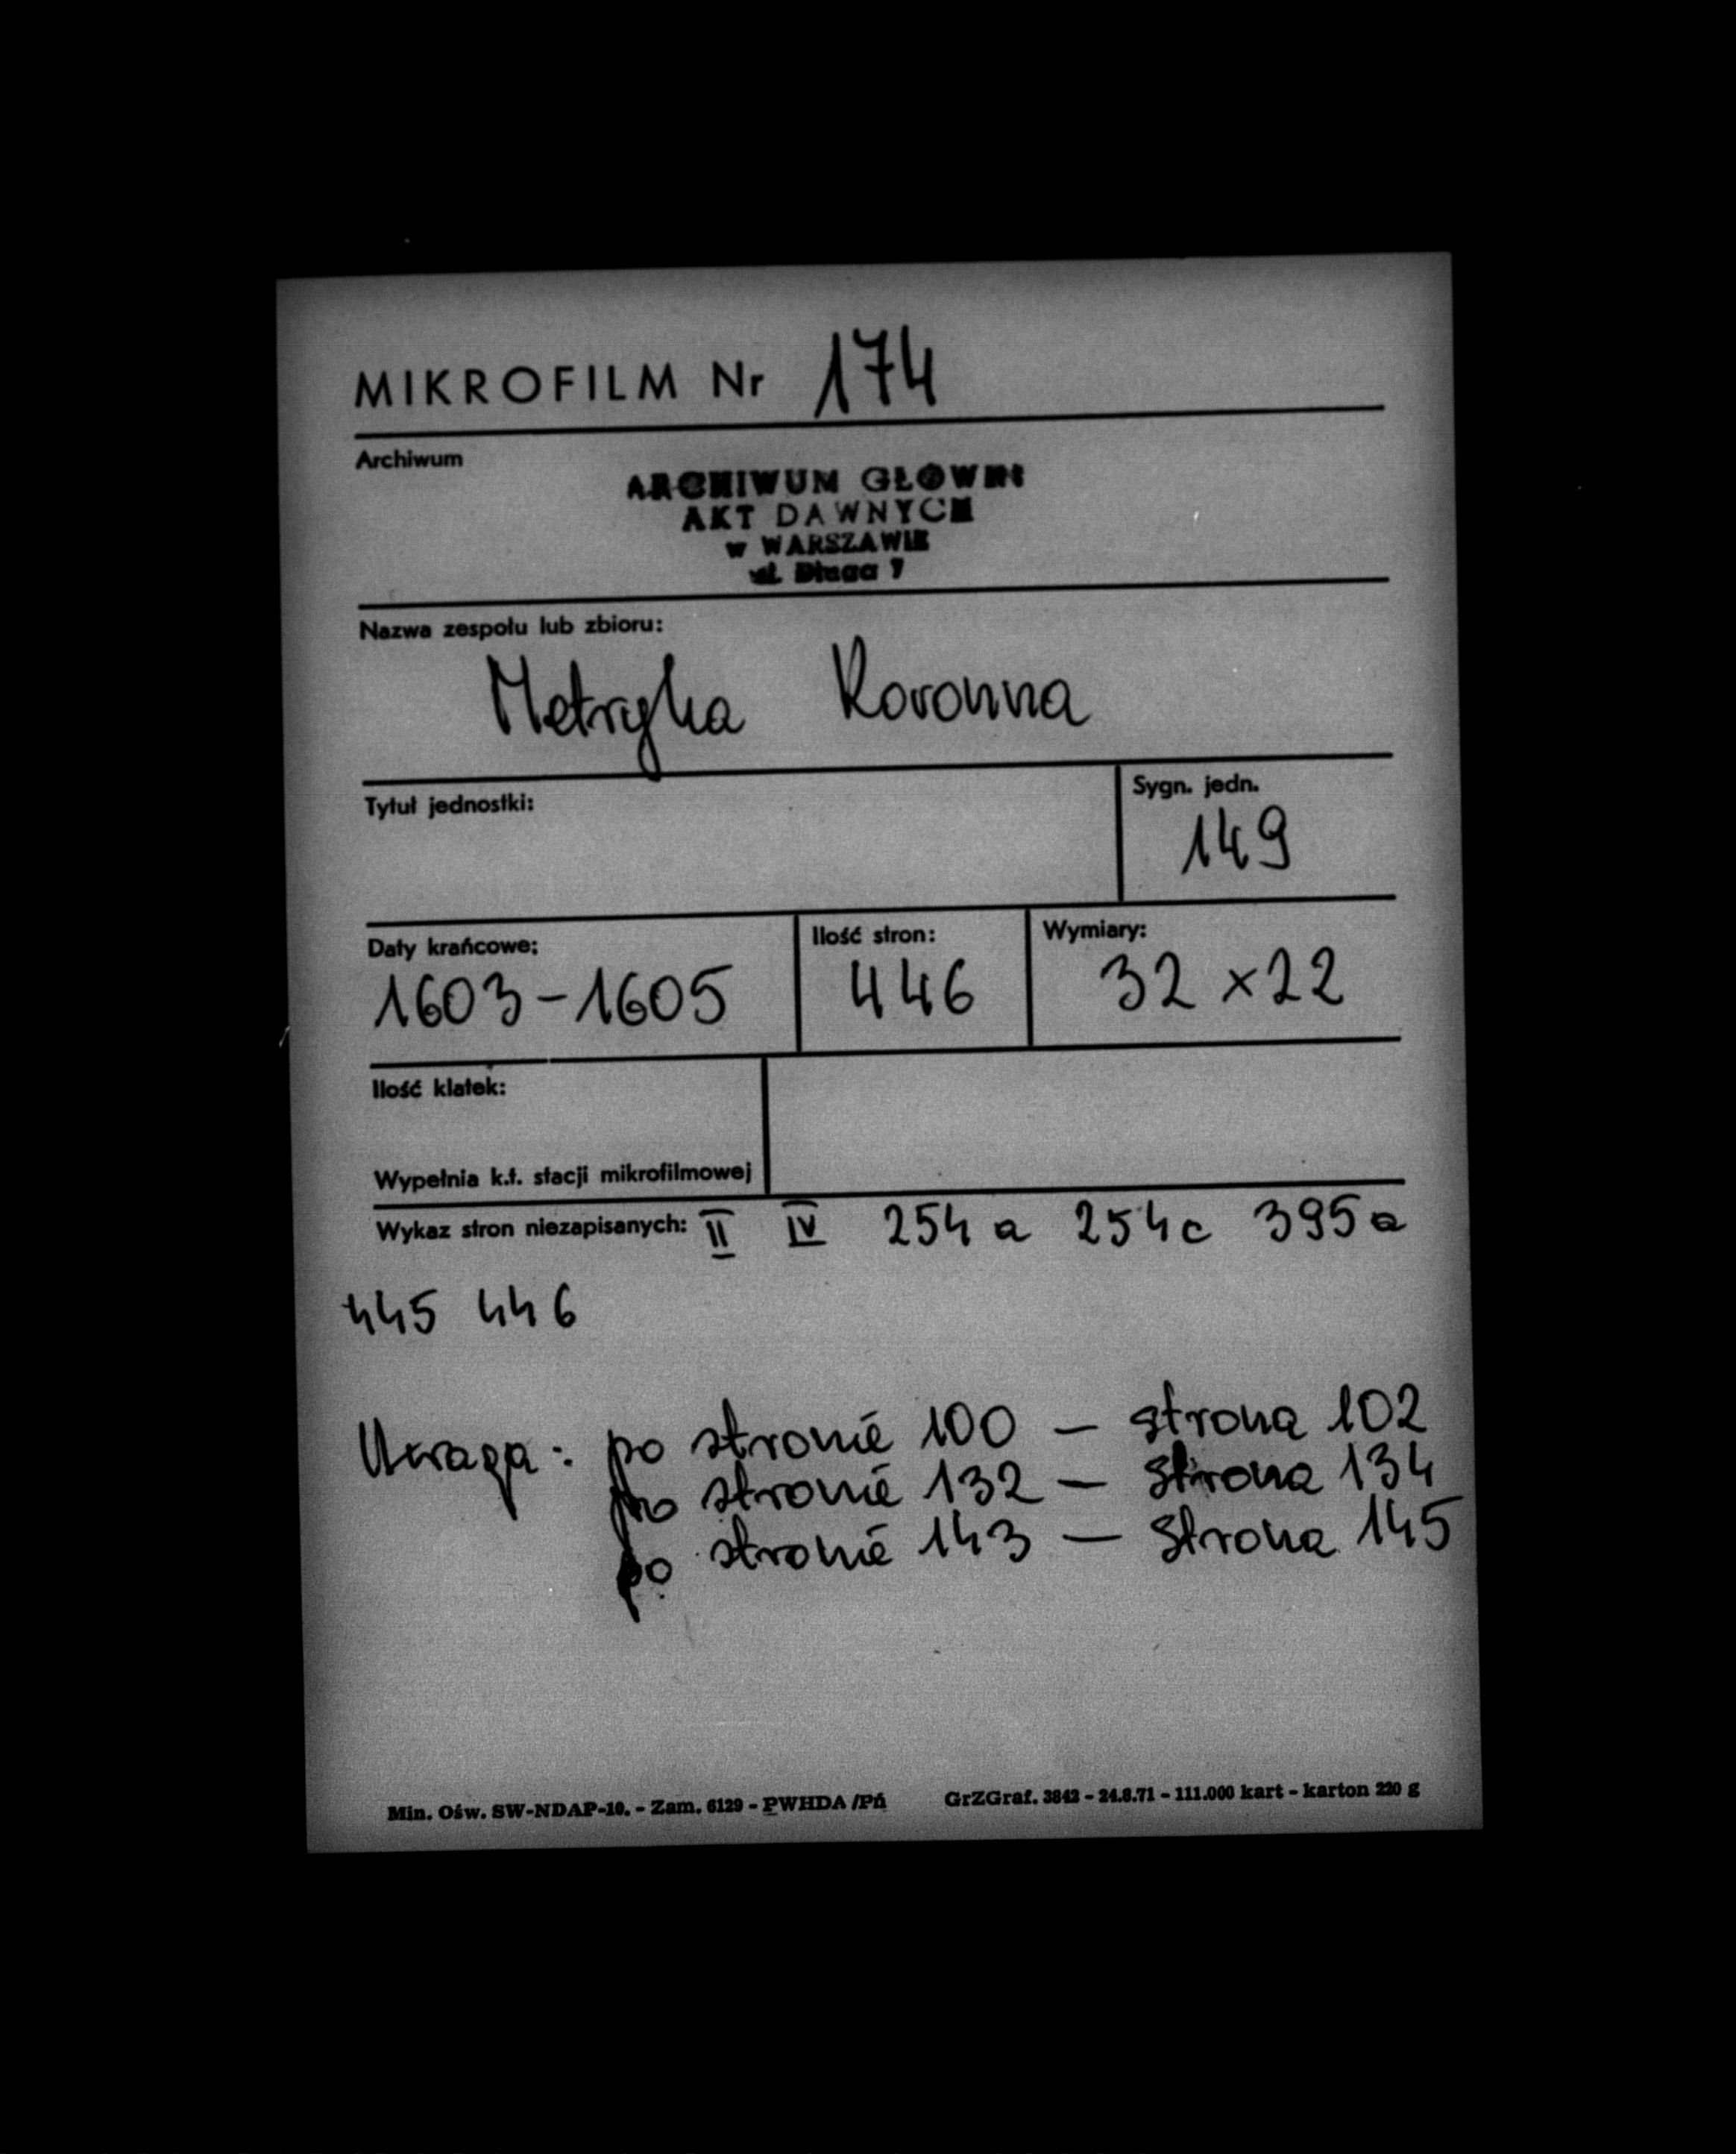 MIKROFILM Nr 174
Archiwum
ARCHIWUM GŁÓWNE
AKT DAWNYCH
w WARSZAWIE
ul. Długa 7
Nazwa zespołu lub zbioru:
Metryka Koronna
Tytuł jednostki:
Sygn. jedn.
149
Daty krańcowe:
1603-1605
Ilość stron:
446
Wymiary:
32 x 22
Ilość klatek:
Wypełnia k.t. stacji mikrofilmowej
Wykaz stron niezapisanych: II IV 254 a 254 c 395 a
445 446
Uwaga: po stronie 100 — strona 102
po stronie 132 — strona 134
po stronie 143 — strona 145
Min. Ośw. SW-NDAP-10. - Zam. 6129 - PWHDA /Pń GrZGraf. 3842 - 24.8.71 - 111.000 kart - karton 220 g